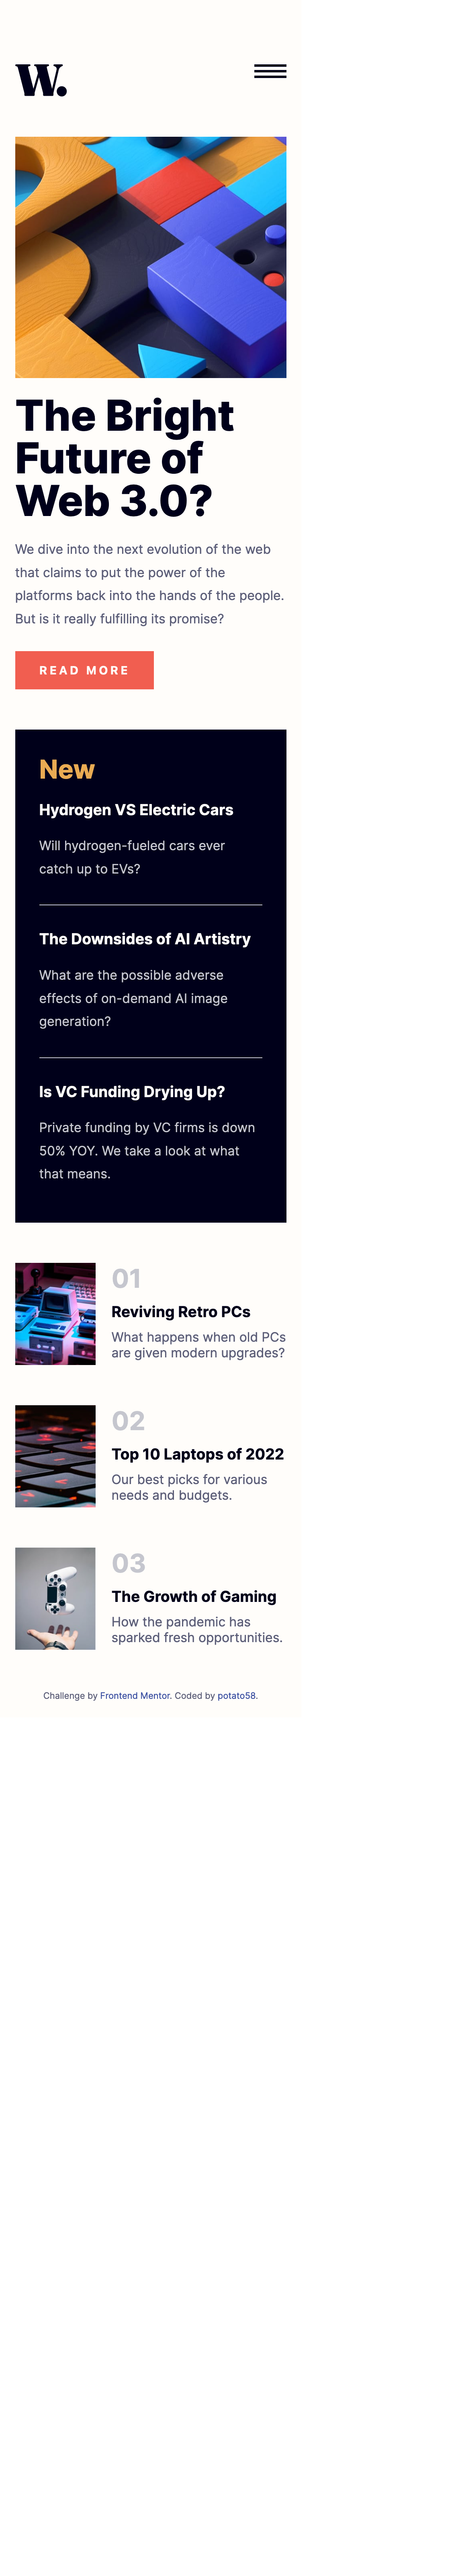 W.
The Bright
Future of
Web 3.0?
We dive into the next evolution of the web
that claims to put the power of the
platforms back into the hands of the people.
But is it really fulfilling its promise?
READ MORE
New
Hydrogen VS Electric Cars
Will hydrogen-fueled cars ever
catch up to EVs?
The Downsides of AI Artistry
What are the possible adverse
effects of on-demand AI image
generation?
Is VC Funding Drying Up?
Private funding by VC firms is down
50% YOY. We take a look at what
that means.
01
Reviving Retro PCs
What happens when old PCs
are given modern upgrades?
02
Top 10 Laptops of 2022
Our best picks for various
needs and budgets.
03
The Growth of Gaming
How the pandemic has
sparked fresh opportunities.
Challenge by Frontend Mentor. Coded by potato58.